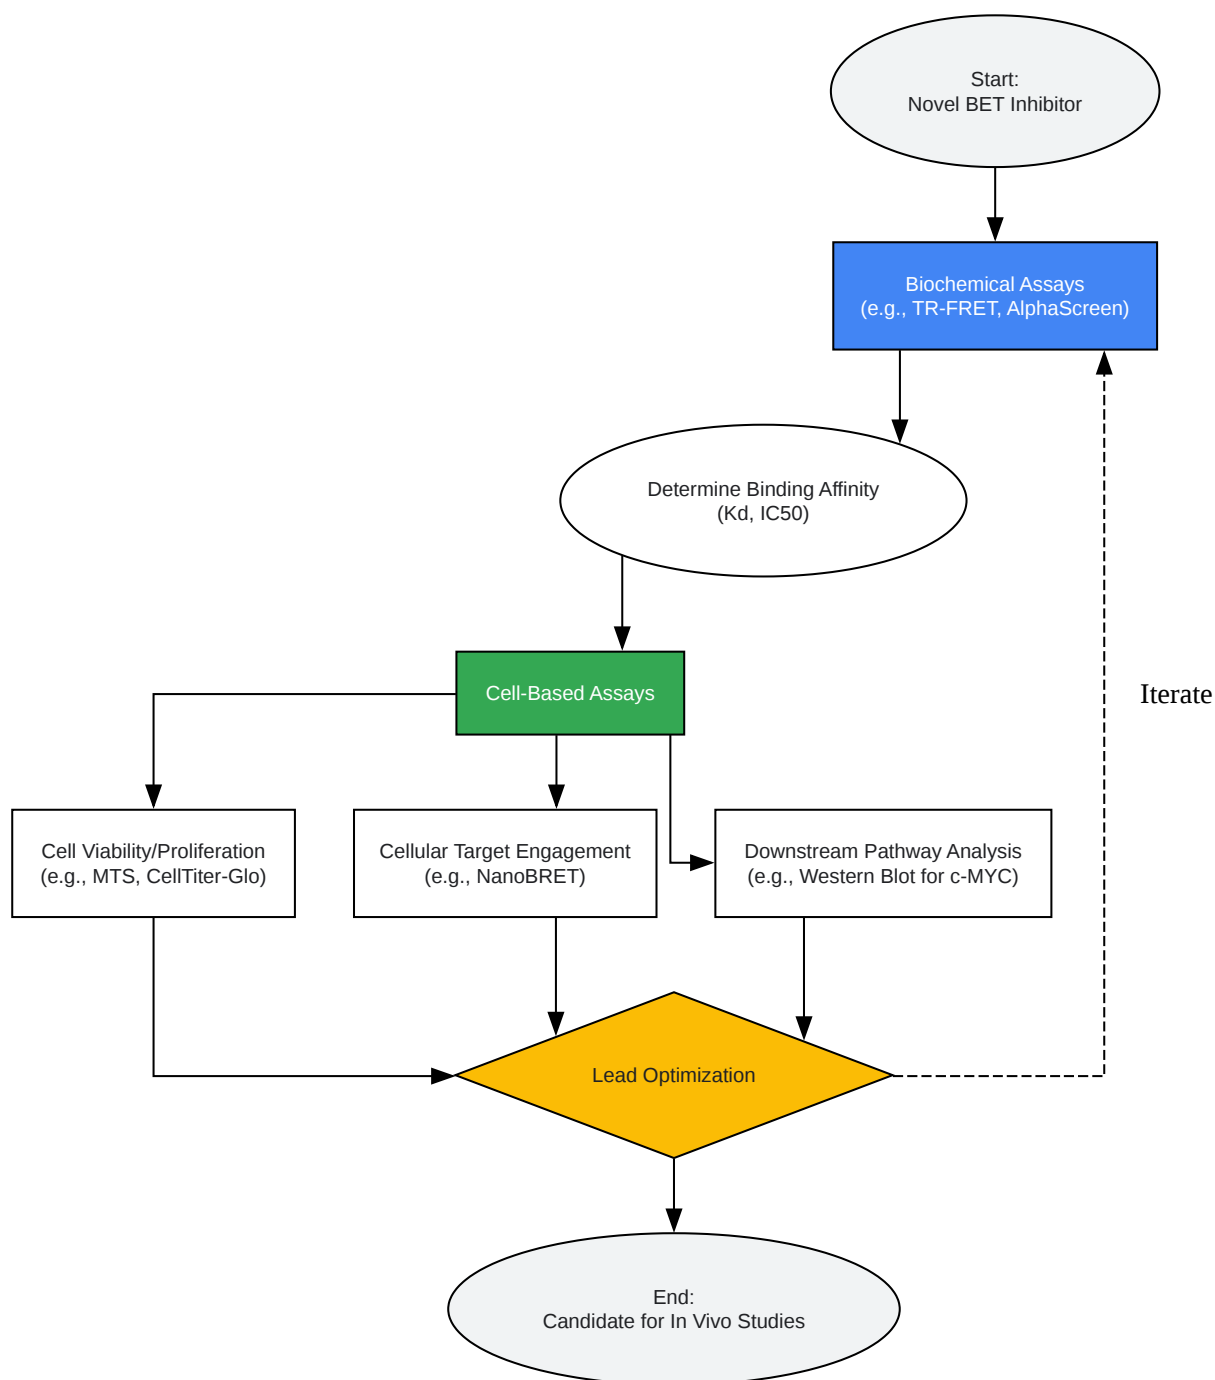 Start:
Novel BET Inhibitor
Biochemical Assays
(e.g., TR-FRET, AlphaScreen)
Determine Binding Affinity
(Kd, IC50)
Cell-Based Assays
Iterate
Cell Viability/Proliferation
(e.g., MTS, CellTiter-Glo)
Cellular Target Engagement
(e.g., NanoBRET)
Downstream Pathway Analysis
(e.g., Western Blot for c-MYC)
Lead Optimization
End:
Candidate for In Vivo Studies